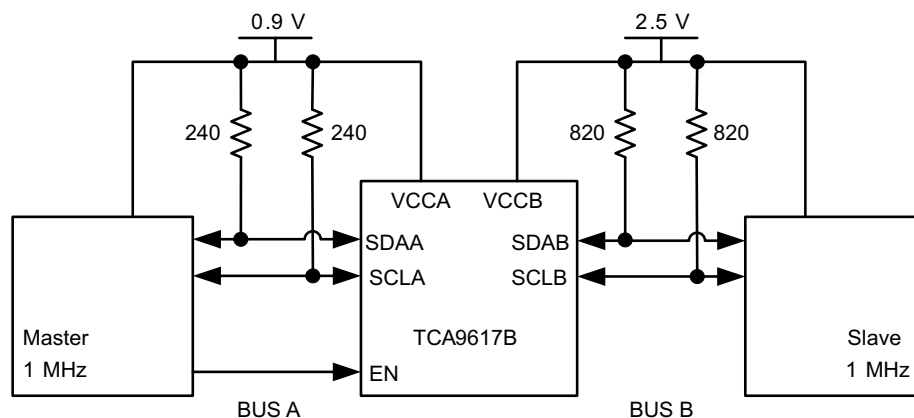 0.9 V
2.5 V
240
240
820
820
VCCA
VCCB
SDAA
SDAB
SCLA
SCLB
Master
1 MHz
TCA9617B
Slave
1 MHz
EN
BUS A
BUS B